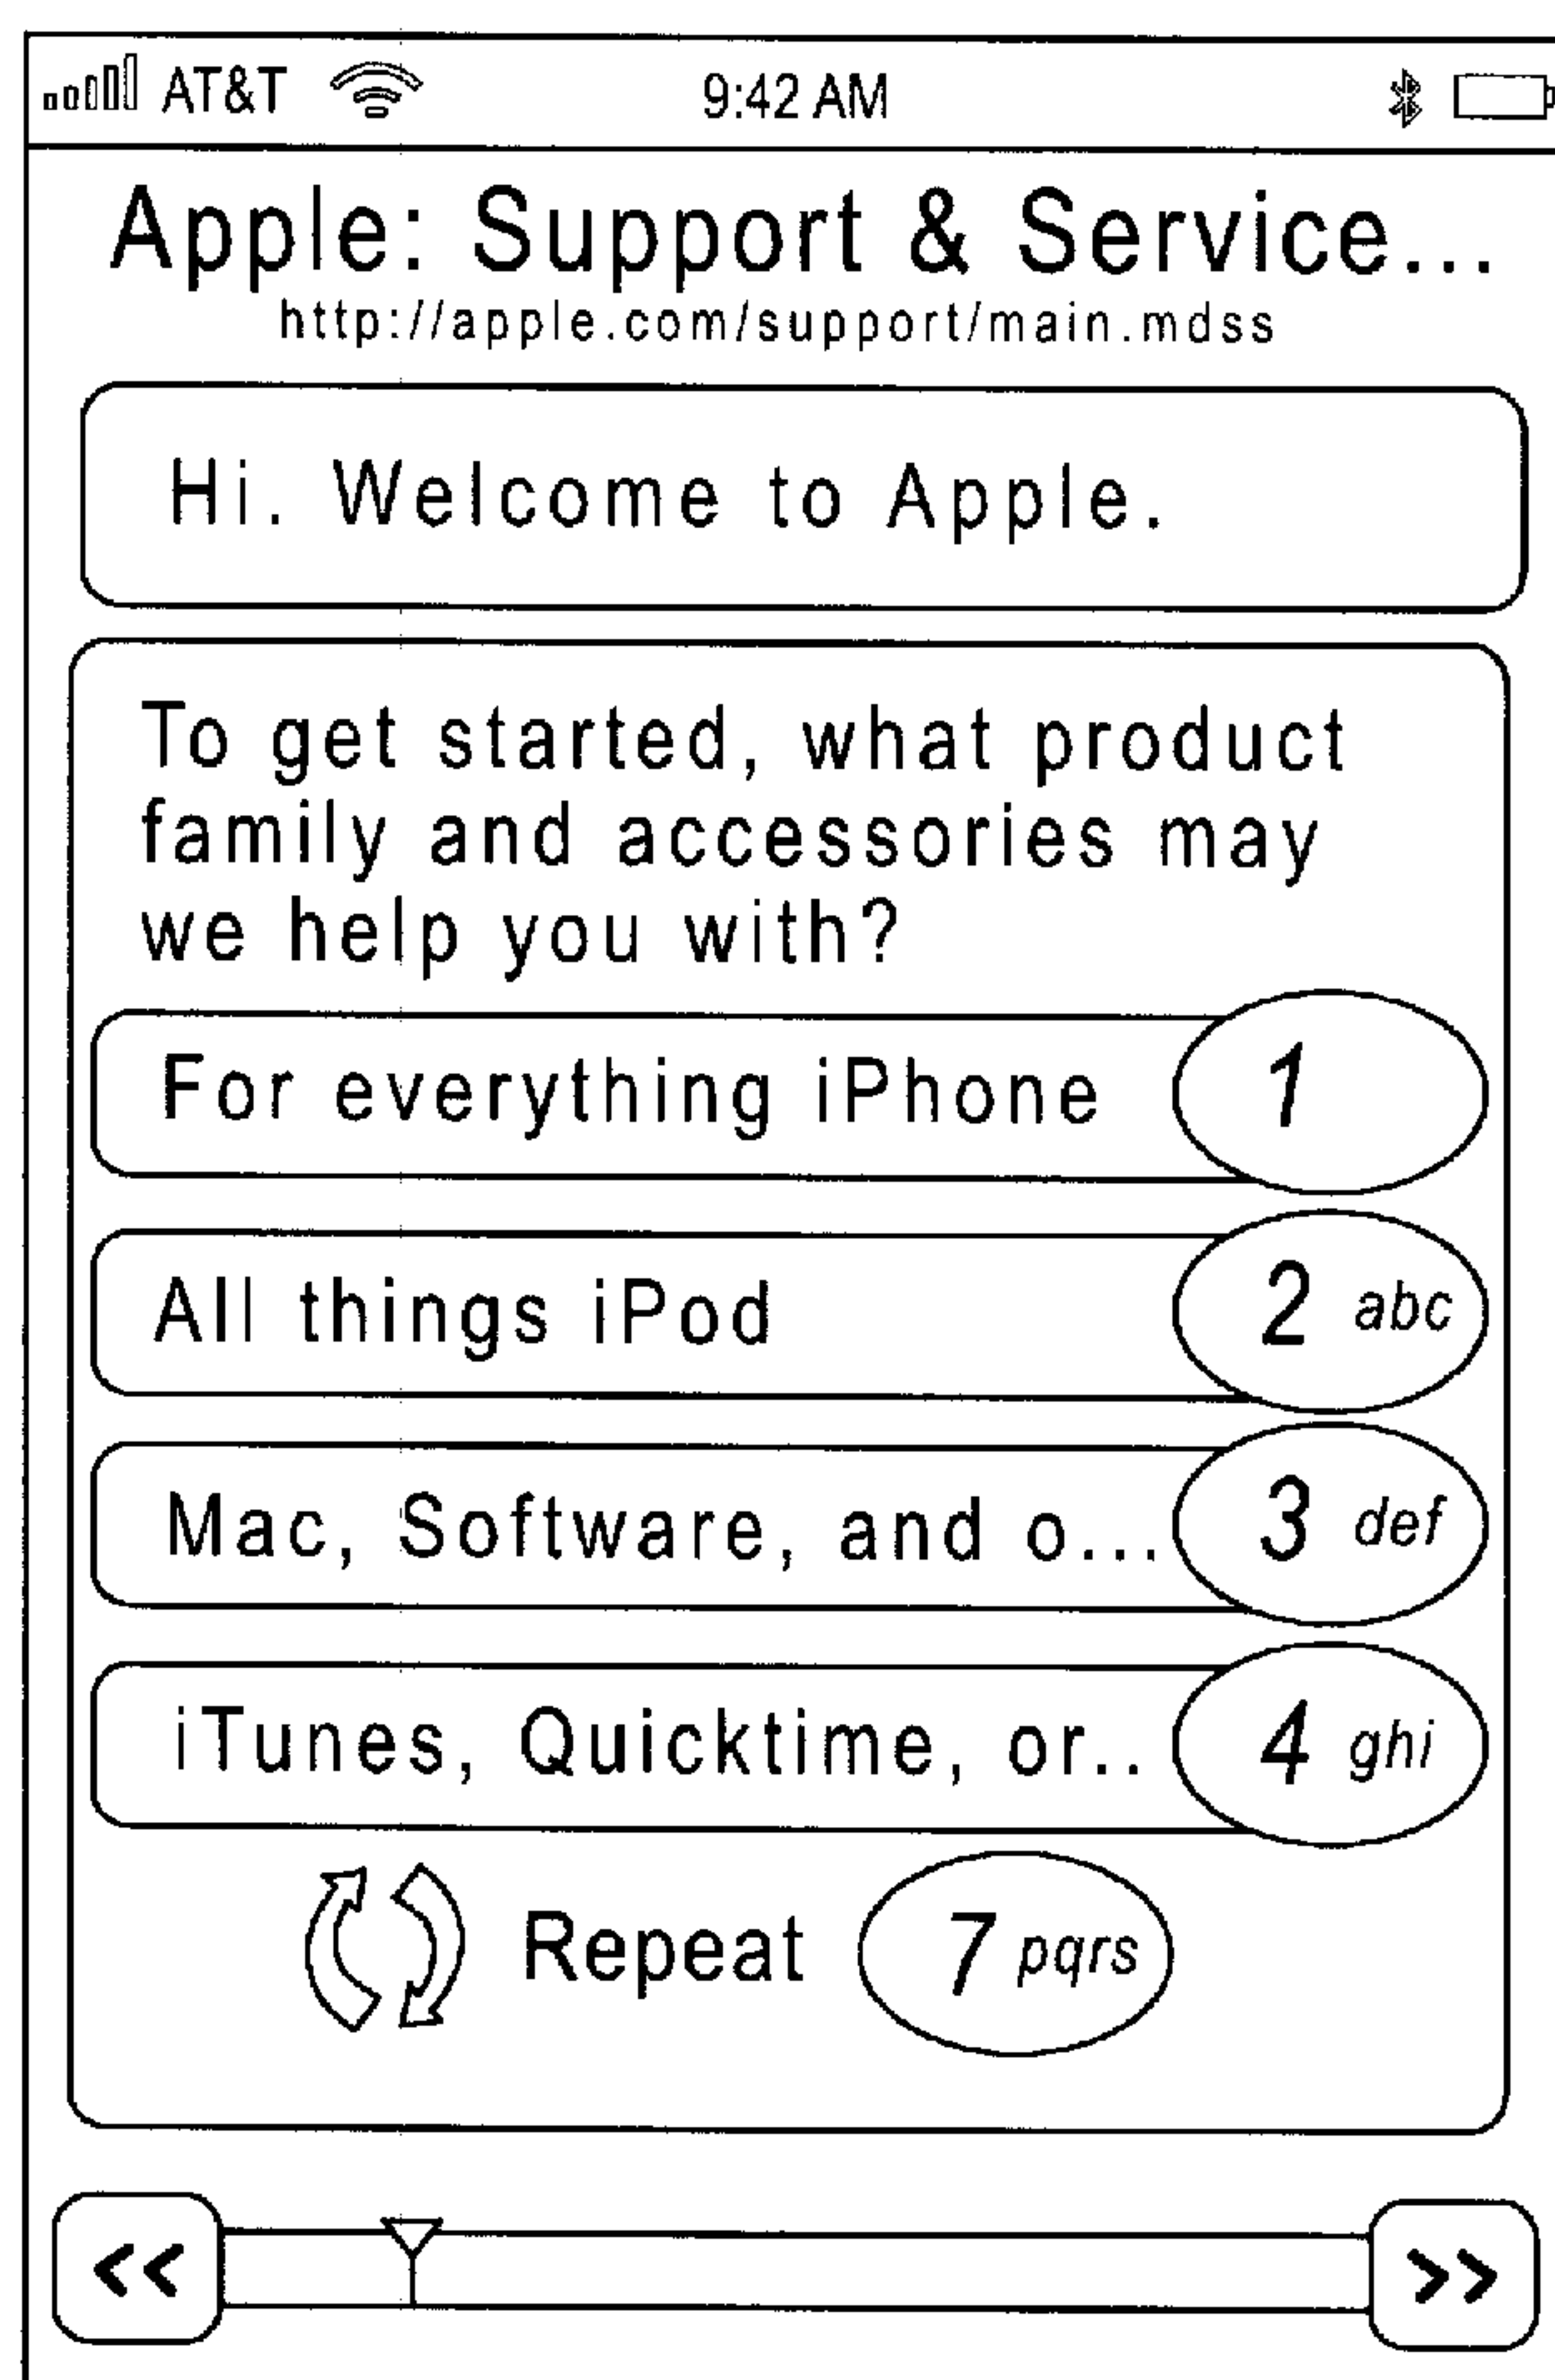 AT&T 9:42 AM
Apple: Support & Service...
http://apple.com/support/main.mdss
Hi. Welcome to Apple.
To get started, what product
family and accessories may
we help you with?
For everything iPhone 1
All things iPod 2 abc
Mac, Software, and o... 3 def
iTunes, Quicktime, or.. 4 ghi
Repeat 7 pqrs
<< >>